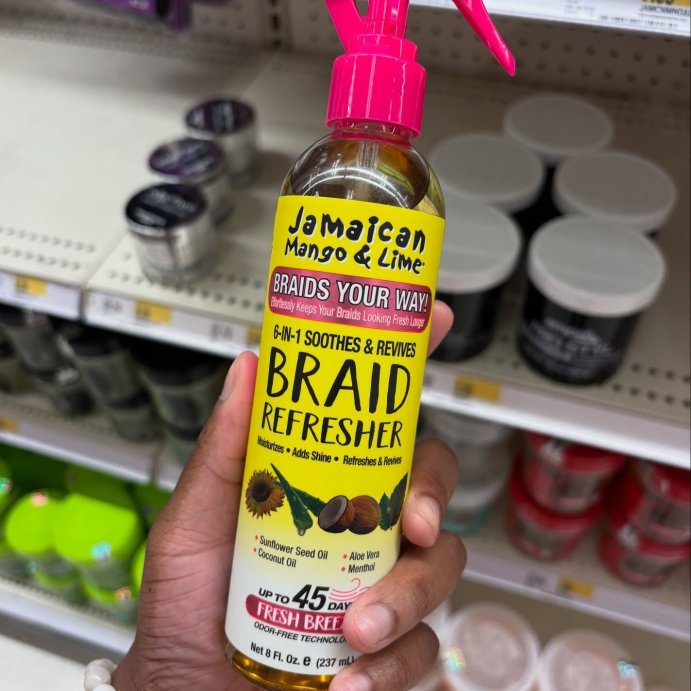 Jamaican
Mango & Lime
BRAIDS YOUR WAY!
Effortlessly Keeps Your Braids Looking Fresh Longer
6-IN-1 SOOTHES & REVIVES
BRAID
REFRESHER
Moisturizes • Adds Shine • Refreshes & Revives
• Sunflower Seed Oil
• Coconut Oil
• Aloe Vera
• Menthol
UP TO 45 DAY
FRESH BREE
ODOR-FREE TECHNOLO
Net 8 Fl. Oz. e (237 mL